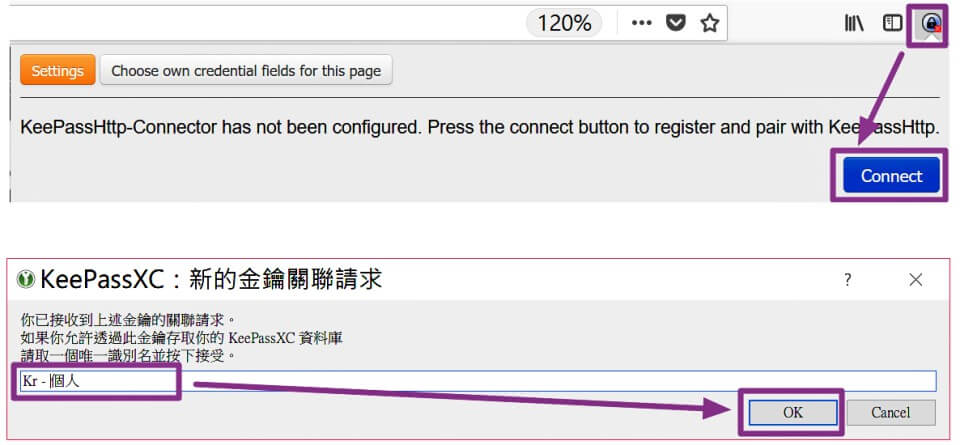 120%
Settings
Choose own credential fields for this page
KeePassHttp-Connector has not been configured. Press the connect button to register and pair with KeePassHttp.
Connect
KeePassXC：新的金鑰關聯請求
?
你已接收到上述金鑰的關聯請求。
如果你允許透過此金鑰存取你的 KeePassXC 資料庫
請取一個唯一識別名並按下接受。
Kr - 個人
OK
Cancel